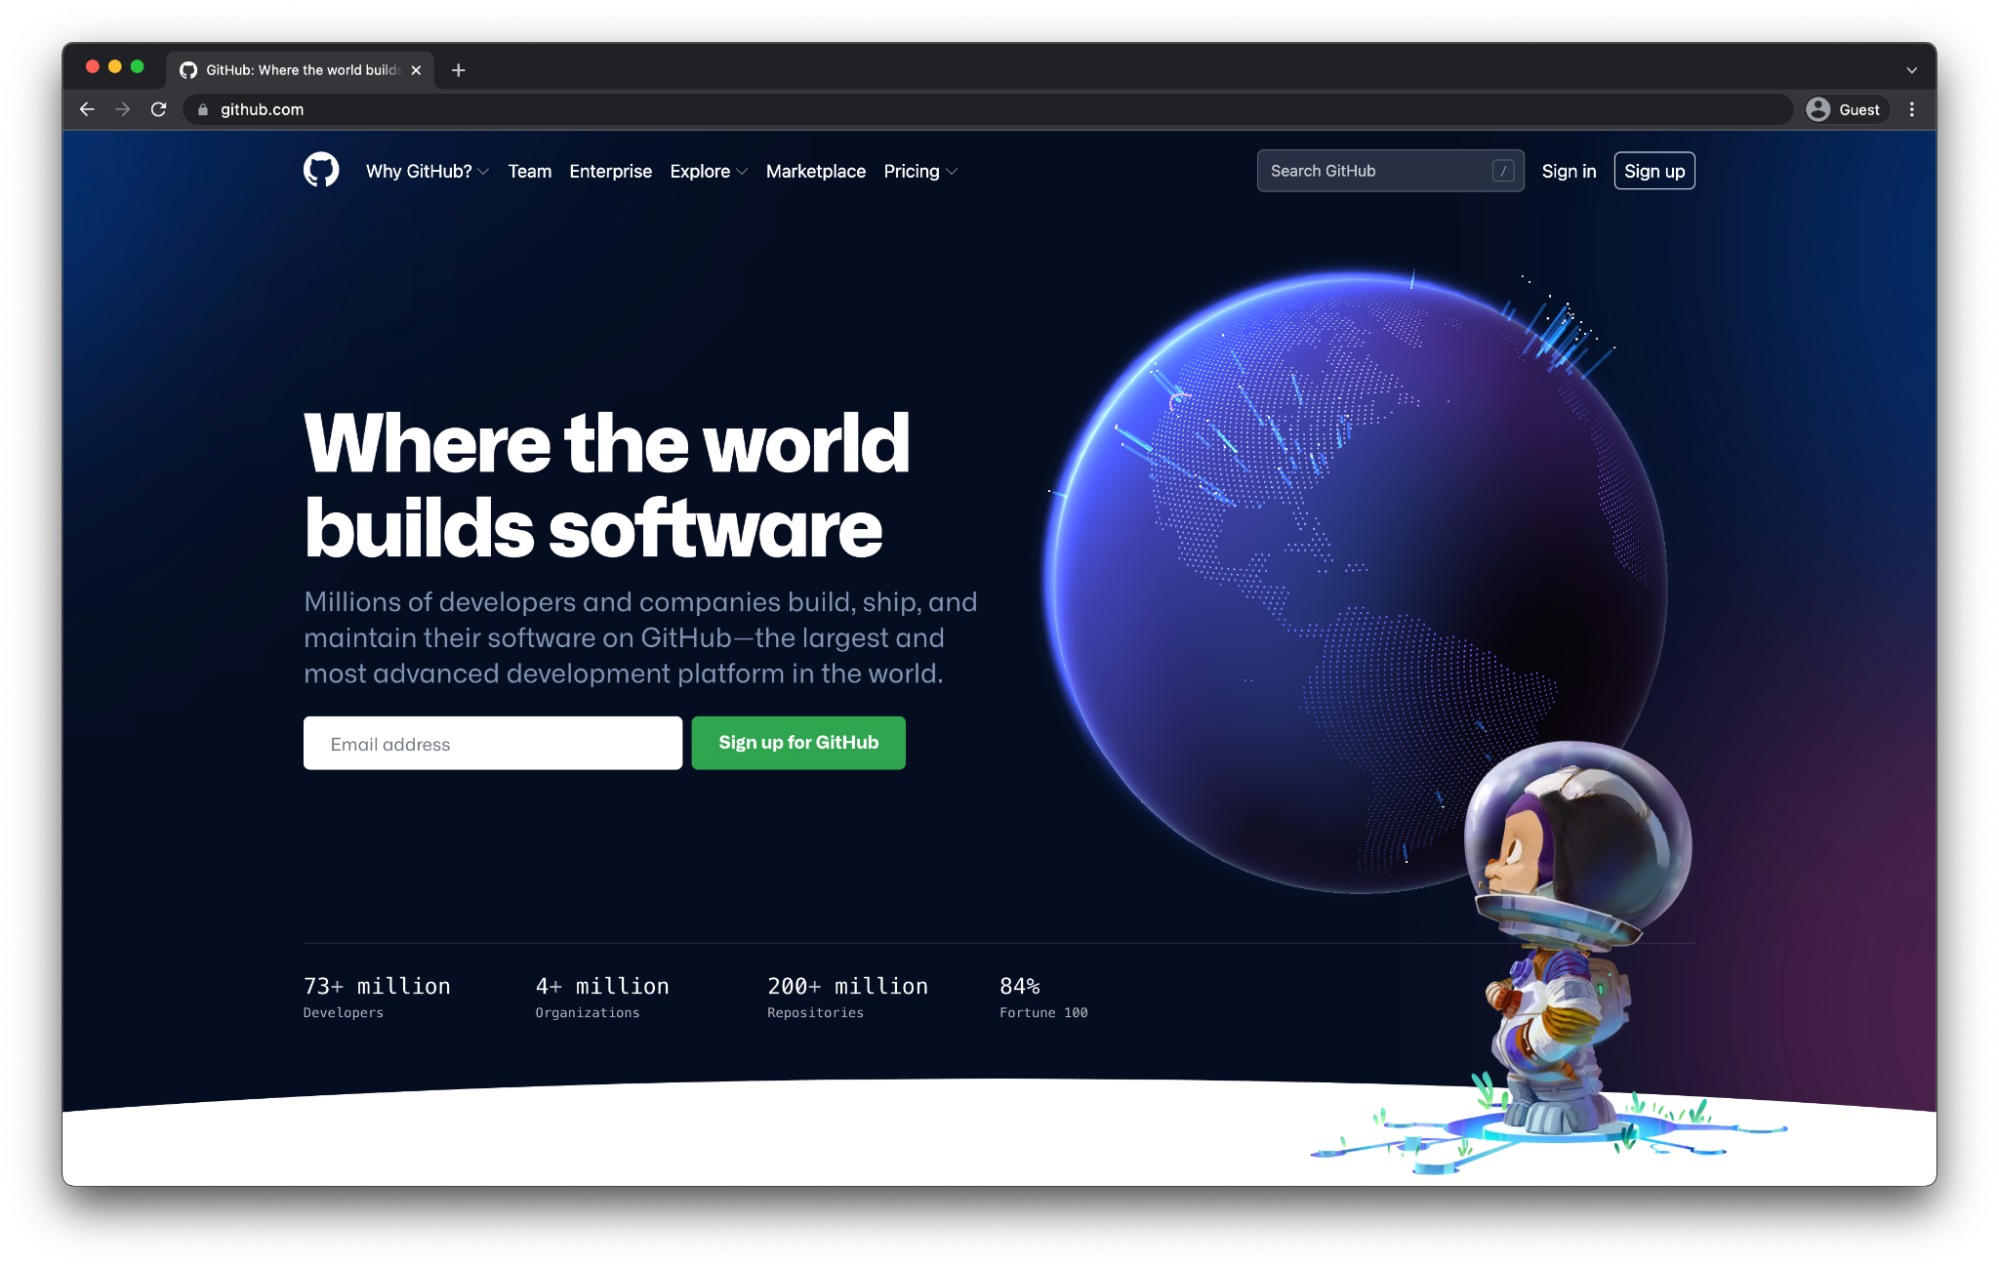 GitHub: Where the world builds
github.com
Guest
Why GitHub?
Team
Enterprise
Explore
Marketplace
Pricing
Search GitHub
/
Sign in
Sign up
Where the world
builds software
Millions of developers and companies build, ship, and
maintain their software on GitHub—the largest and
most advanced development platform in the world.
Email address
Sign up for GitHub
73+ million
Developers
4+ million
Organizations
200+ million
Repositories
84%
Fortune 100